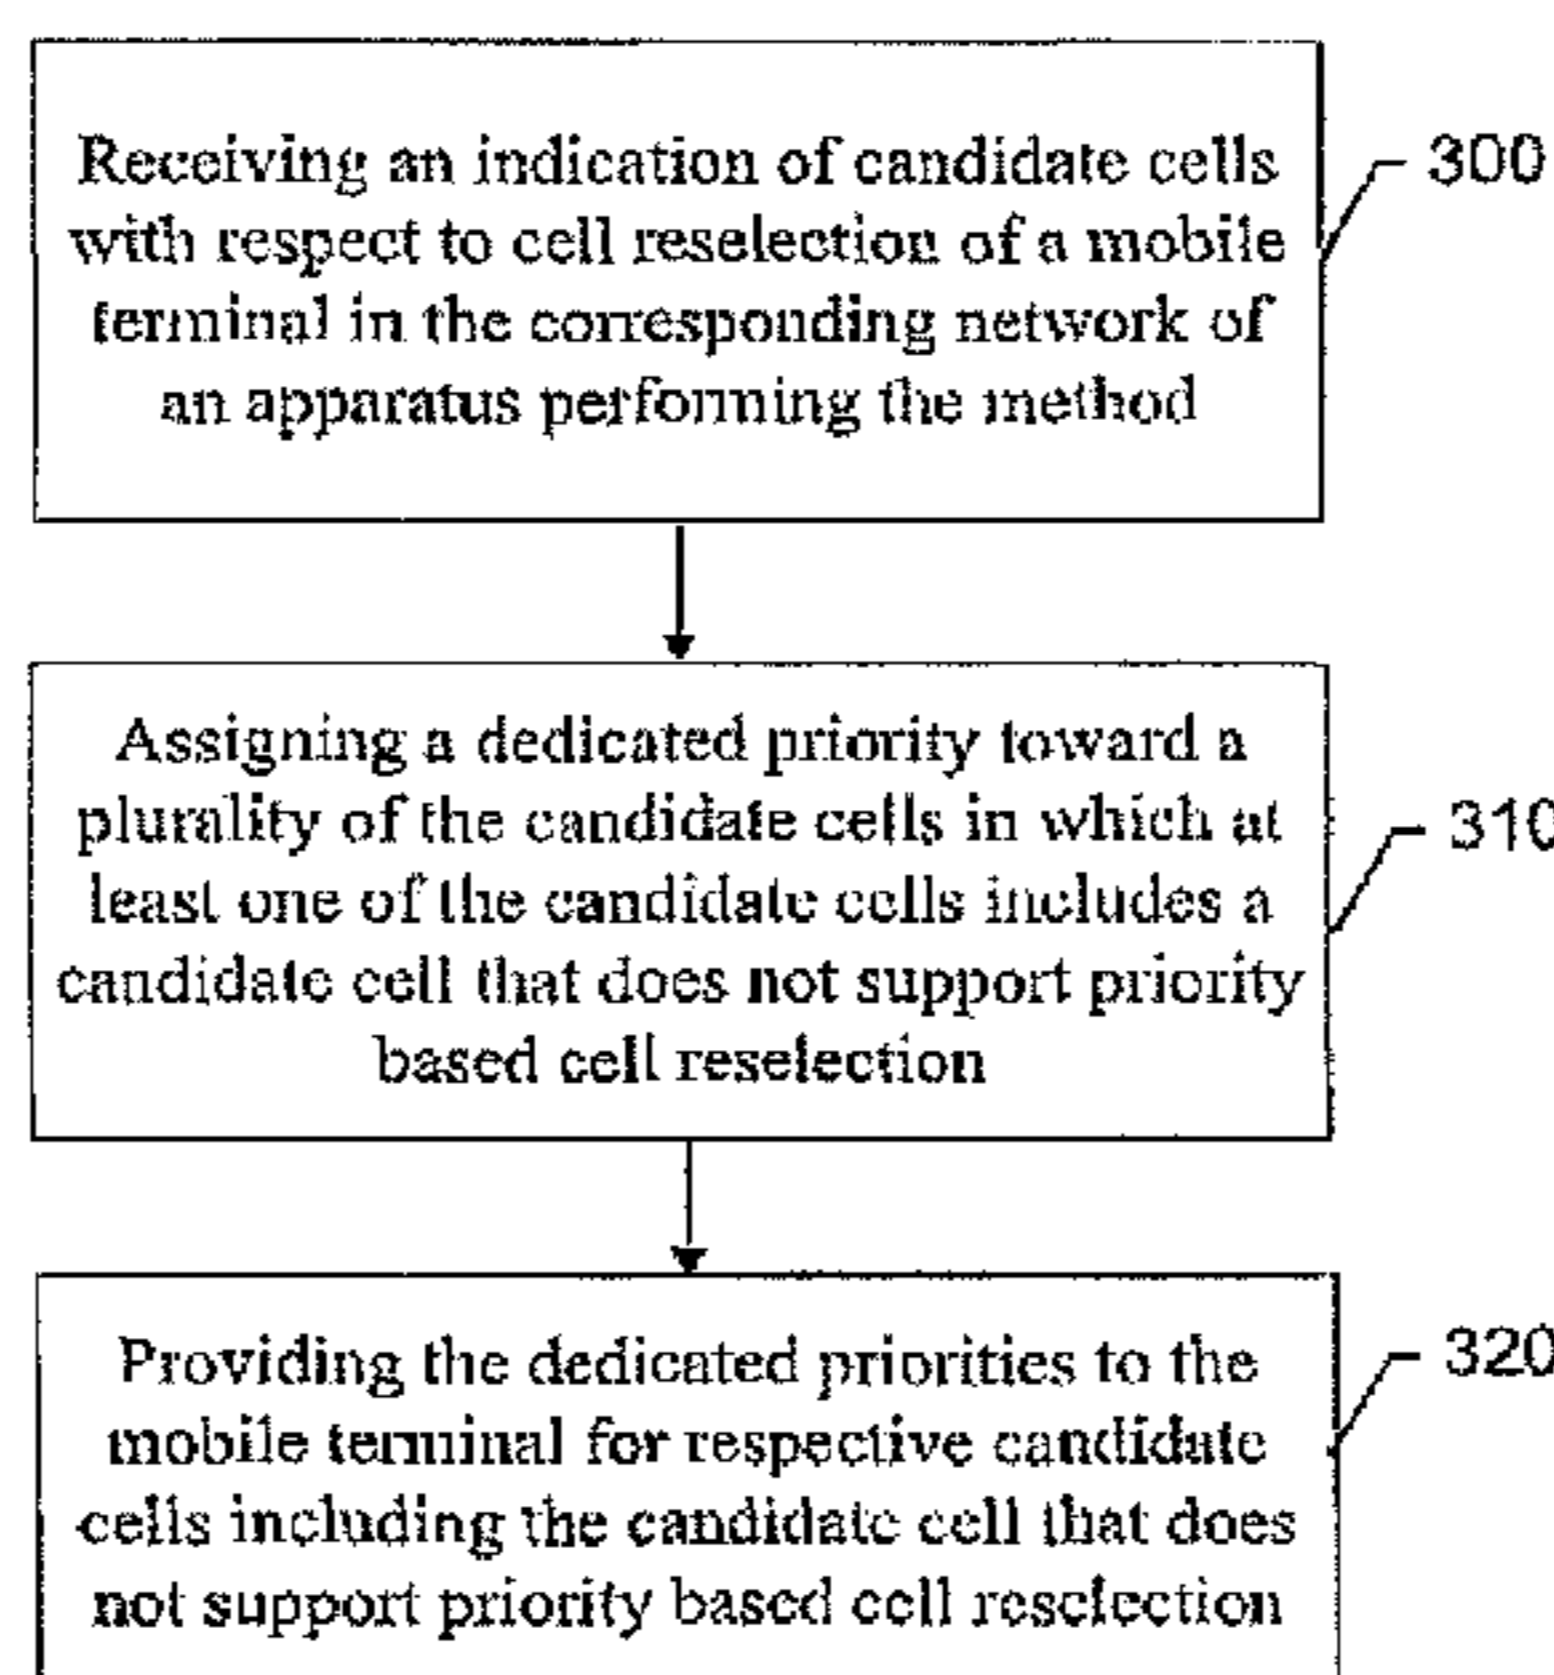 Receiving an indication of candidate cells
with respect to cell reselection of a mobile
terminal in the corresponding network of
an apparatus performing the method
300
Assigning a dedicated priority toward a
plurality of the candidate cells in which at
least one of the candidate cells includes a
candidate cell that does not support priority
based cell reselection
310
Providing the dedicated priorities to the
mobile terminal for respective candidate
cells including the candidate cell that does
not support priority based cell reselection
320